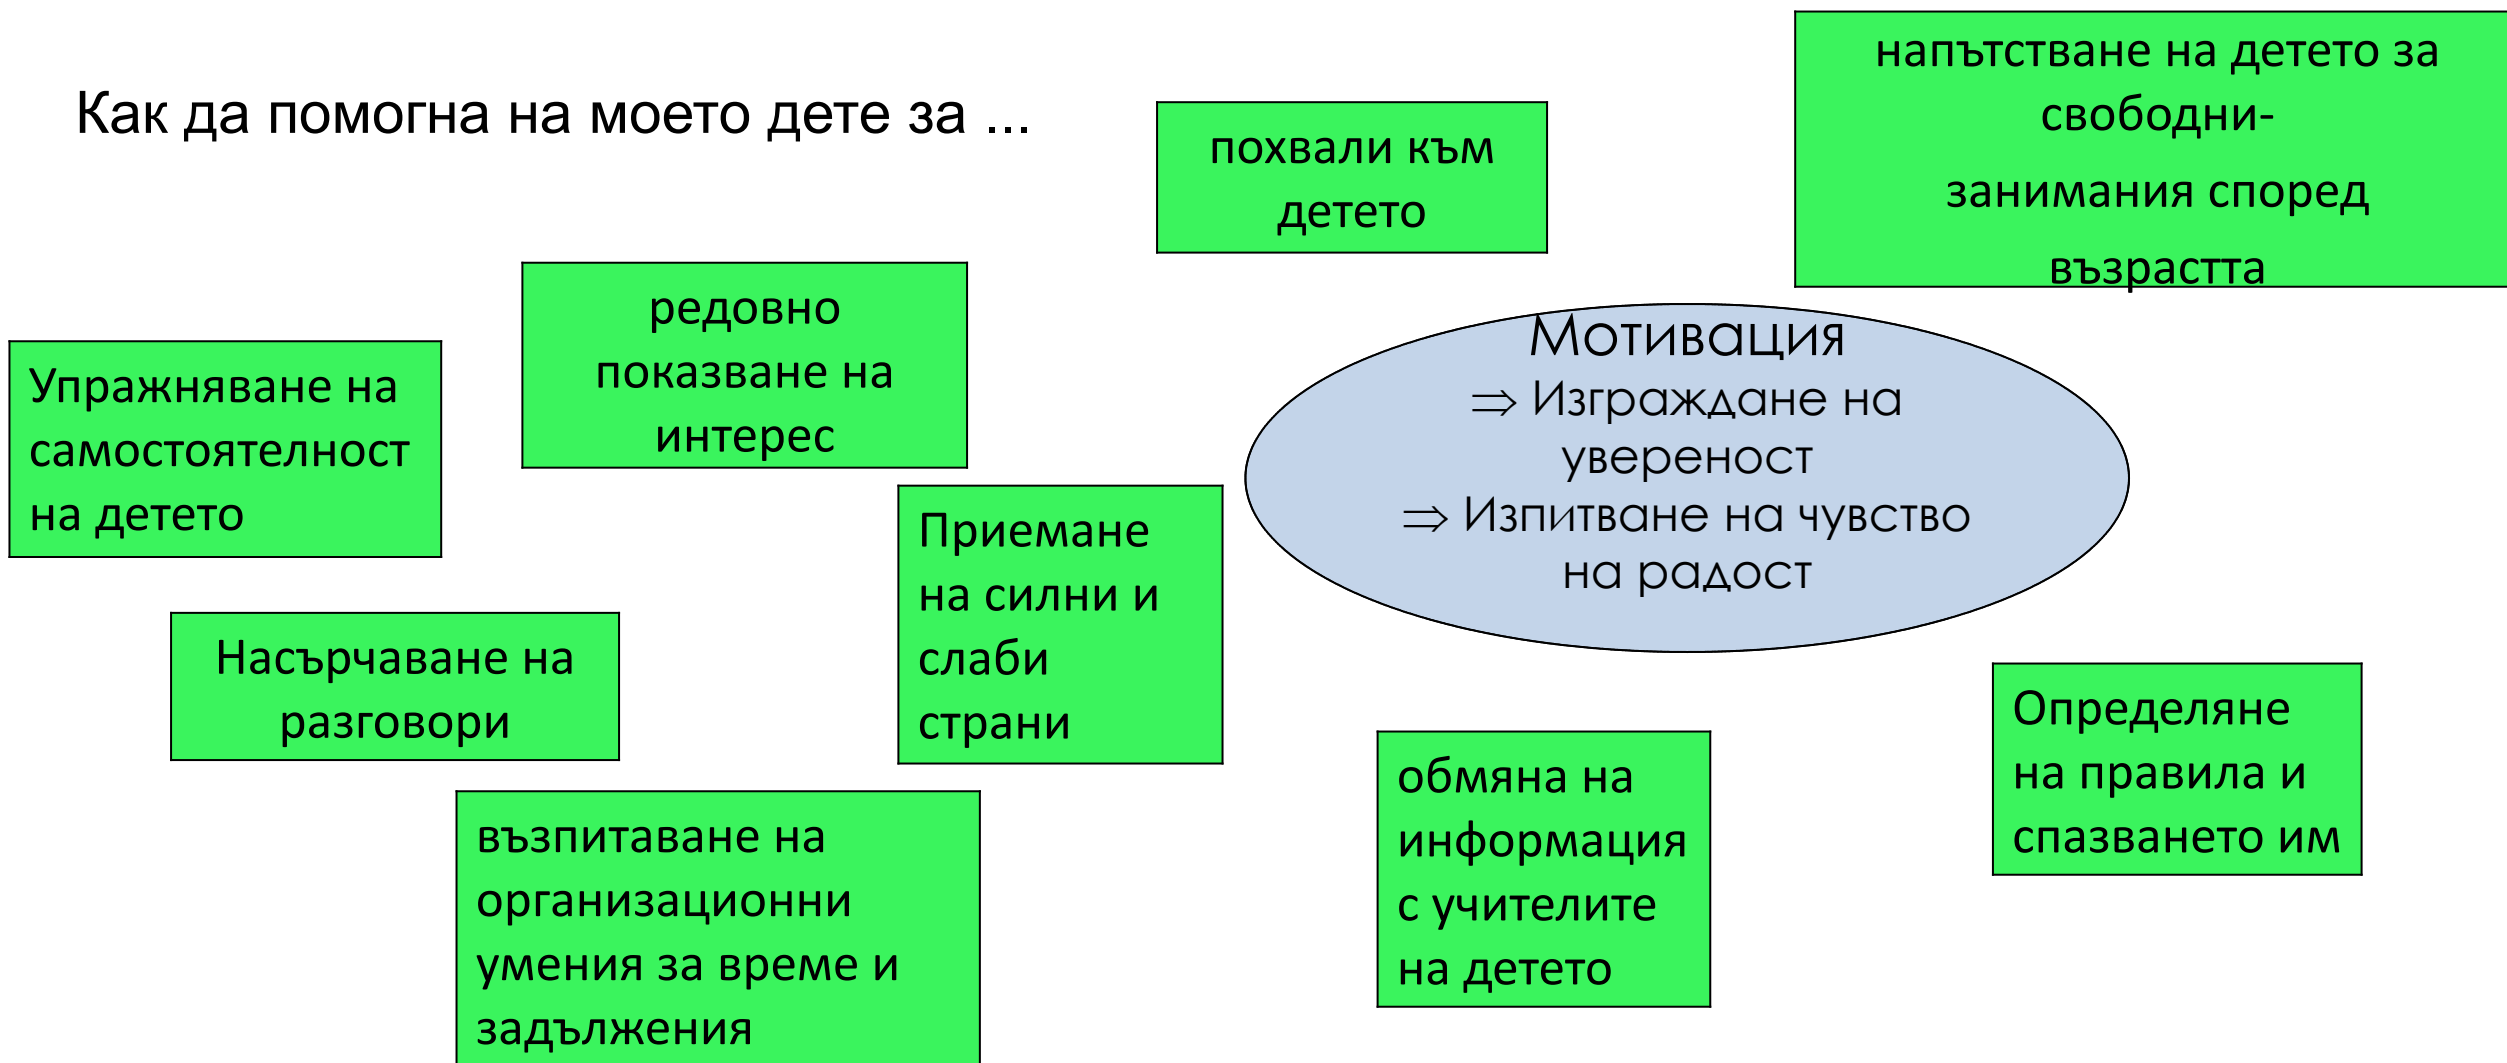 Как да помогна на моето дете за ...
похвали към
детето
напътстване на детето за
свободни-
занимания според
възрастта
редовно
показване на
интерес
Упражняване на
самостоятелност
на детето
Мотивация
⇒ Изграждане на
увереност
⇒ Изпитване на чувство
на радост
Приемане
на силни и
слаби
страни
Насърчаване на
разговори
Определяне
на правила и
спазването им
обмяна на
информация
с учителите
на детето
възпитаване на
организационни
умения за време и
задължения